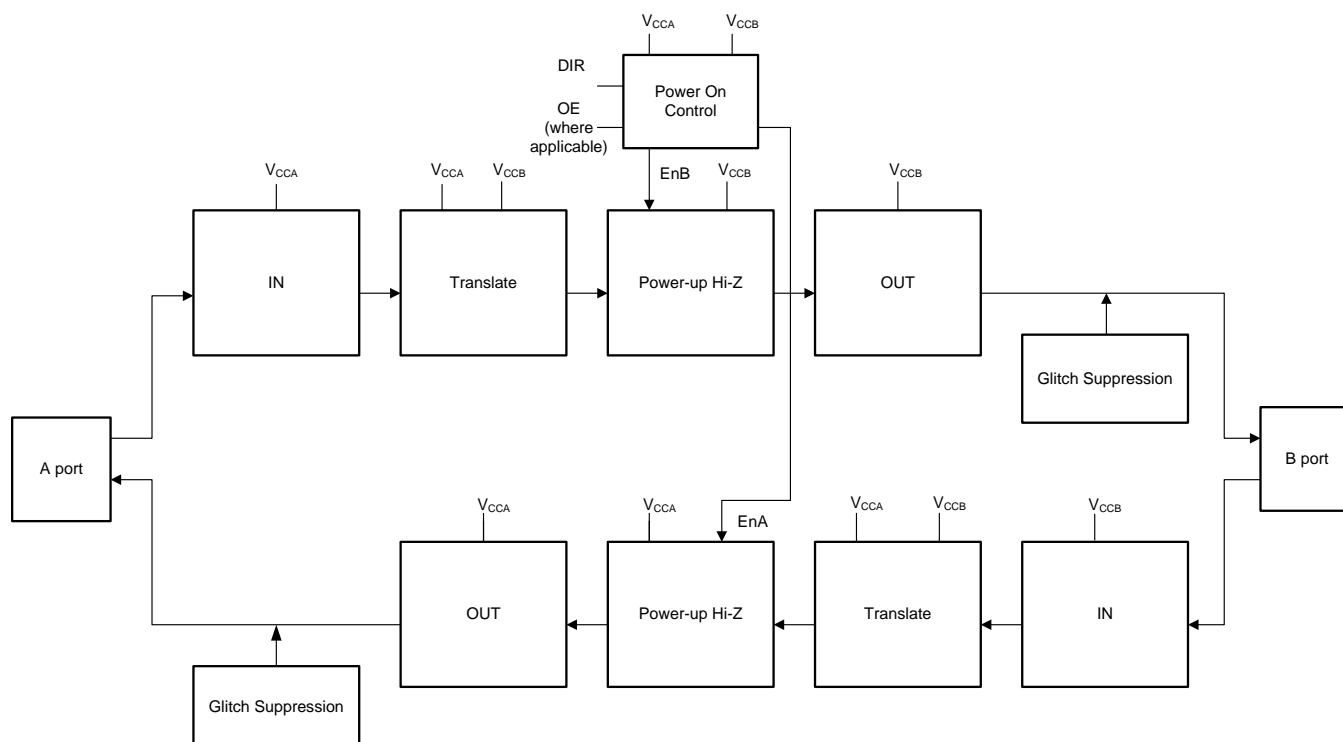 VCCA
VCCB
DIR
Power On
Control
OE
(where
applicable)
EnB
VCCA
VCCA
VCCB
VCCB
VCCB
IN
Translate
Power-up Hi-Z
OUT
Glitch Suppression
A port
B port
VCCA
VCCA
EnA
VCCA
VCCB
VCCB
OUT
Power-up Hi-Z
Translate
IN
Glitch Suppression